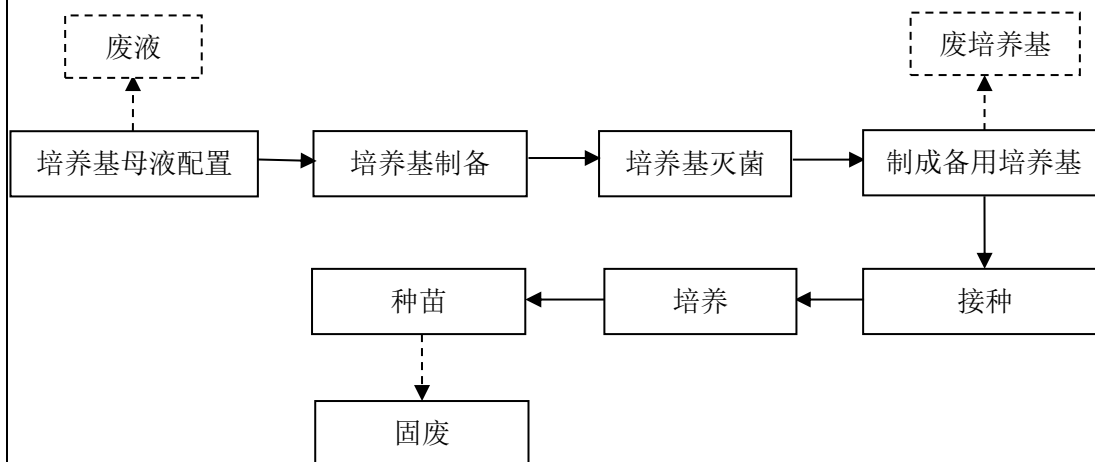 废液
废培养基
培养基母液配置
培养基制备
培养基灭菌
制成备用培养基
种苗
培养
接种
固废